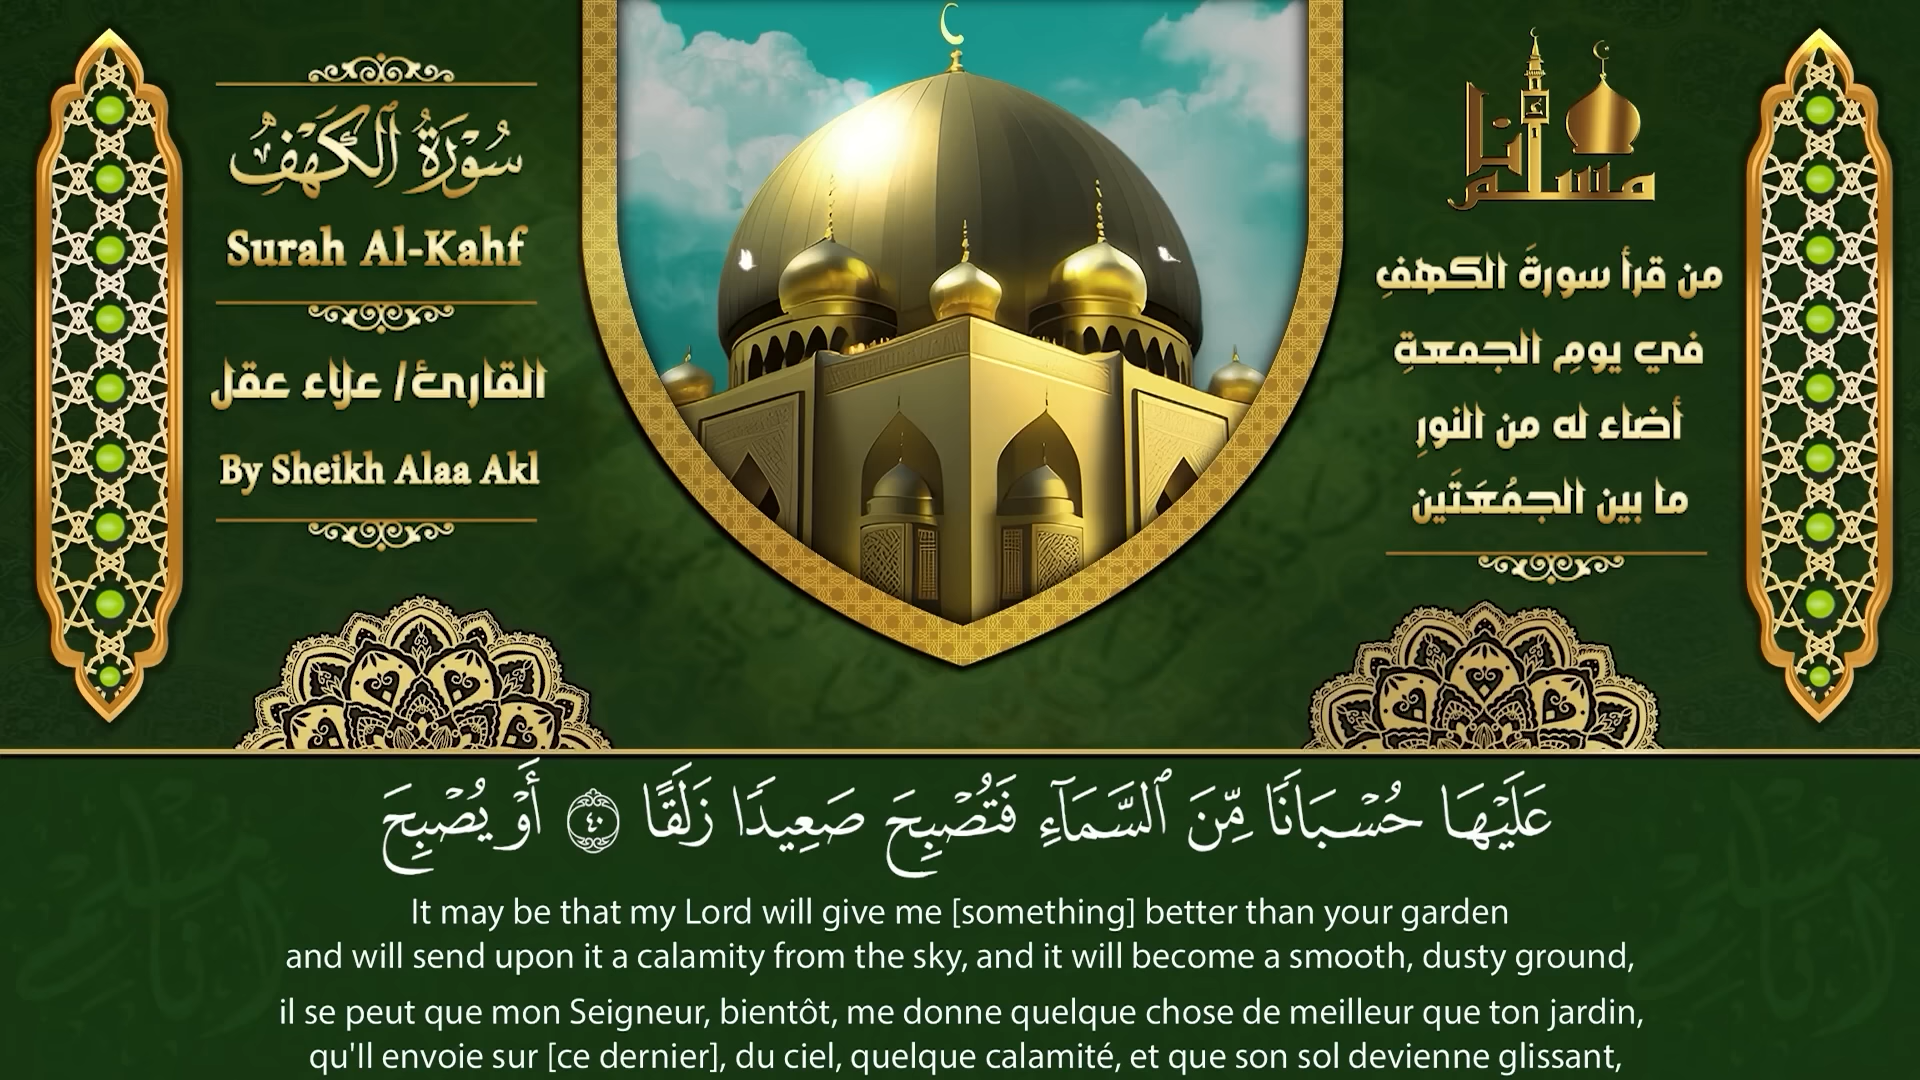 سُورَةُ الكَهْفِ
Surah Al-Kahf
القارئ/ علاء عقل
By Sheikh Alaa Akl
أنا
مسلم
من قرأ سورةَ الكهفِ
في يومِ الجمعةِ
أضاء له من النورِ
ما بين الجمُعَتَين
عَلَيْهَا حُسْبَانًا مِّنَ ٱلسَّمَآءِ فَتُصْبِحَ صَعِيدًا زَلَقًا ٤٠ أَوْ يُصْبِحَ
It may be that my Lord will give me [something] better than your garden
and will send upon it a calamity from the sky, and it will become a smooth, dusty ground,
il se peut que mon Seigneur, bientôt, me donne quelque chose de meilleur que ton jardin,
qu'Il envoie sur [ce dernier], du ciel, quelque calamité, et que son sol devienne glissant,